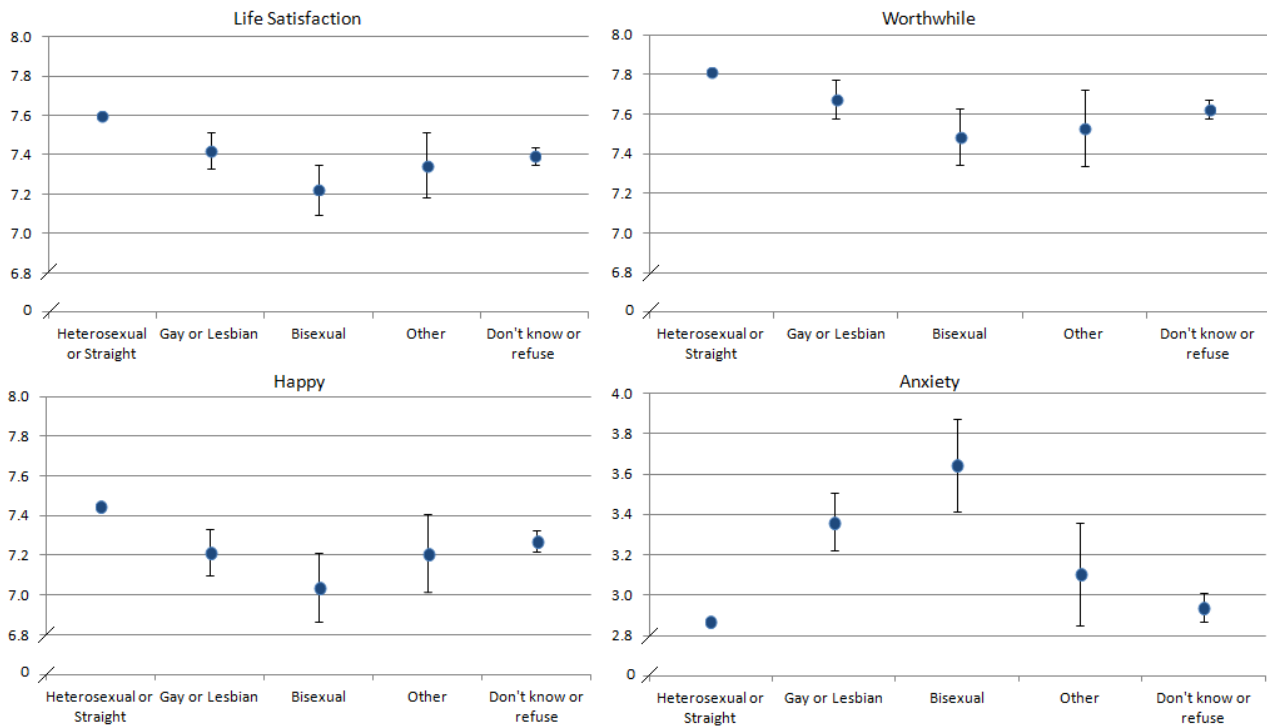 Life Satisfaction
8.0
7.8
7.6
7.4
7.2
7.0
6.8
0
Heterosexual
or Straight
Gay or Lesbian
Bisexual
Other
Don't know or
refuse
Worthwhile
8.0
7.8
7.6
7.4
7.2
7.0
6.8
0
Heterosexual or
Straight
Gay or Lesbian
Bisexual
Other
Don't know or
refuse
Happy
8.0
7.8
7.6
7.4
7.2
7.0
6.8
0
Heterosexual or
Straight
Gay or Lesbian
Bisexual
Other
Don't know or
refuse
Anxiety
4.0
3.8
3.6
3.4
3.2
3.0
2.8
0
Heterosexual or
Straight
Gay or Lesbian
Bisexual
Other
Don't know or
refuse